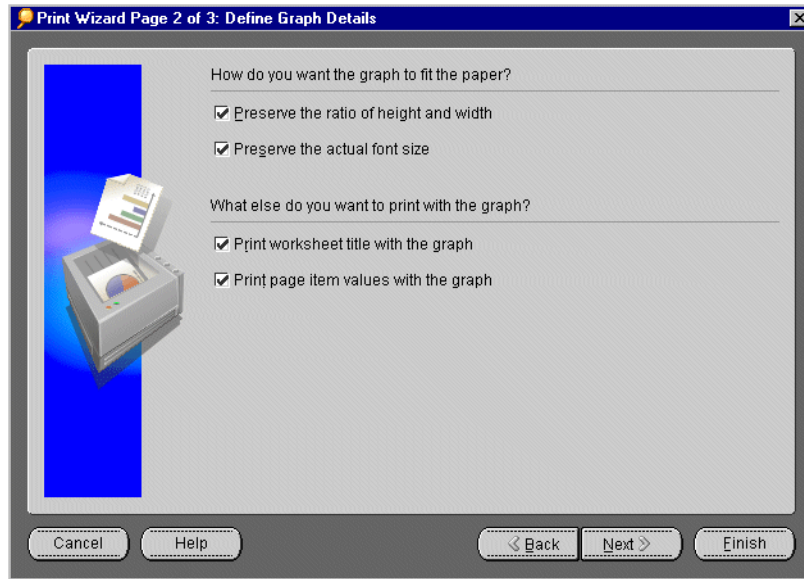 Print Wizard Page 2 of 3: Define Graph Details
How do you want the graph to fit the paper?
Preserve the ratio of height and width
Preserve the actual font size
What else do you want to print with the graph?
Print worksheet title with the graph
Print page item values with the graph
Cancel Help Back Next Finish